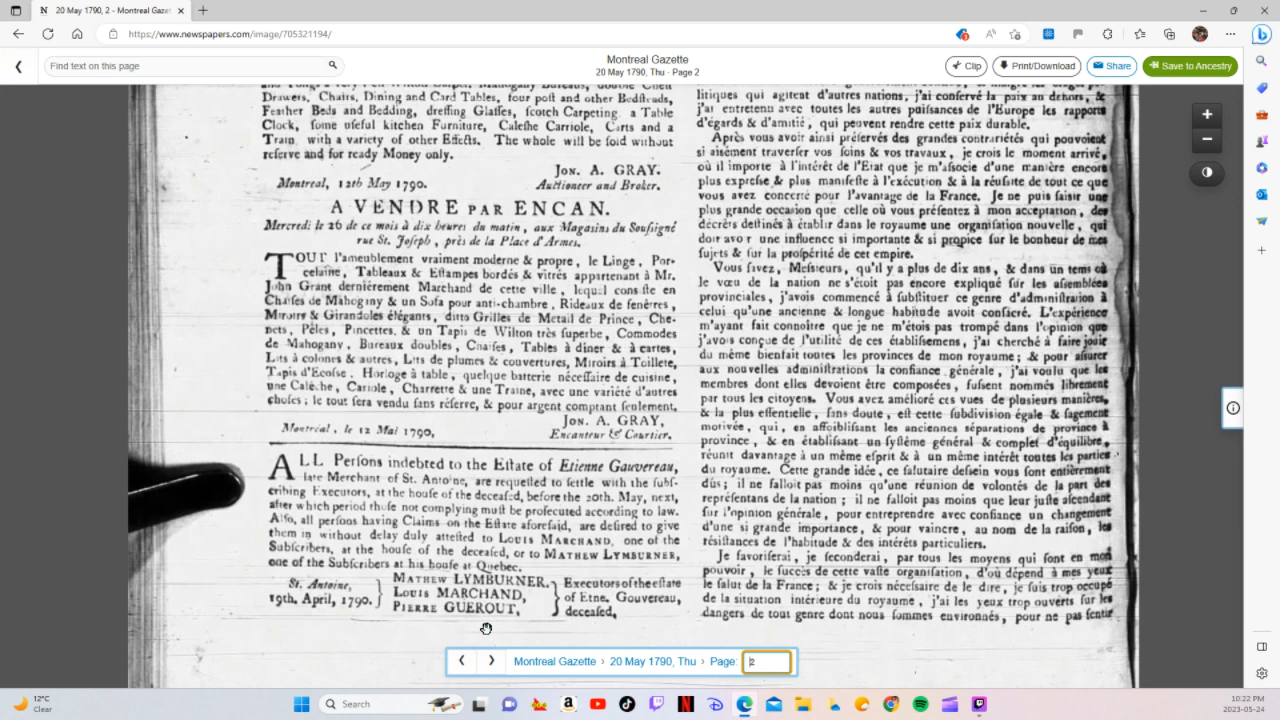 20 May 1790, 2 - Montreal Gazette
https://www.newspapers.com/image/705321194/
Find text on this page
Montreal Gazette
20 May 1790, Thu · Page 2
Clip
Print/Download
Share
Save to Ancestry
Drawers, Chairs, Dining and Card Tables, four poſt and other Bedſteads,
Feather Beds and Bedding, dreſſing Glaſſes, ſcotch Carpeting. a Table
Clock, ſome uſeful kitchen Furniture, Caleſhe Carriole, Carts and a
Train, with a variety of other Effects. The whole will be ſold without
reſerve and for ready Money only.
JON. A. GRAY.
Montreal, 12th May 1790. Auctioneer and Broker.
A VENDRE PAR ENCAN.
Mercredi le 26 de ce mois à dix heures du matin, aux Magaſins du Souſigné
rue St. Joſeph, près de la Place d'Armes.
TOUT l'ameublement vraiment moderne & propre, le Linge, Por-
celaine, Tableaux & Eſtampes bordés & vitrés appartenant à Mr.
John Grant dernièrement Marchand de cette ville, lequel conſiſte en
Chaiſes de Mahogany & un Sofa pour anti-chambre, Rideaux de fenêtres,
Miroirs & Girandoles élégants, ditto Grilles de Metail de Prince, Che-
nets, Pêles, Pincettes, & un Tapis de Wilton très ſuperbe, Commodes
de Mahogany, Bureaux doubles, Chaiſes, Tables à diner & à cartes,
Lits à colones & autres, Lits de plumes & couvertures, Miroirs à Toillete,
Tapis d'Ecoſſe, Horloge à table, quelque batterie néceſſaire de cuiſine,
une Calèche, Cariole, Charrette & une Traine, avec une variété d'autres
choſes; le tout ſera vendu ſans réſerve, & pour argent comptant ſeulement,
JON. A. GRAY,
Montréal, le 12 Mai 1790, Encanteur & Courtier.
ALL Perſons indebted to the Eſtate of Etienne Gauvereau,
late Merchant of St. Antoine, are requeſted to ſettle with the ſubſ-
cribing Executors, at the houſe of the deceaſed, before the 20th. May, next,
after which period thoſe not complying muſt be proſecuted according to law.
Alſo, all perſons having Claims on the Eſtate aforeſaid, are deſired to give
them in without delay duly atteſted to LOUIS MARCHAND, one of the
Subſcribers, at the houſe of the deceaſed, or to MATHEW LYMBURNER,
one of the Subſcribers at his houſe at Quebec.
St. Antoine, 19th. April, 1790.
MATHEW LYMBURNER,
LOUIS MARCHAND,
PIERRE GUEROUT,
Executors of the eſtate
of Etne. Gouvereau,
deceaſed,
litiques qui agitent d'autres nations, j'ai conſervé la paix au dehors, &
j'ai entretenu avec toutes les autres puiſſances de l'Europe les rapports
d'égards & d'amitié, qui peuvent rendre cette paix durable.
Après vous avoir ainſi préſervés des grandes contrariétés qui pouvoient
ſi aiſément traverſer vos ſoins & vos travaux, je crois le moment arrivé,
où il importe à l'intérêt de l'Etat que je m'aſſocie d'une manière encore
plus expreſſe & plus manifeſte à l'exécution & à la réuſſite de tout ce que
vous avez concerté pour l'avantage de la France. Je ne puis ſaiſir une
plus grande occaſion que celle où vous préſentez à mon acceptation, des
décrets deſtinés à établir dans le royaume une organiſation nouvelle, qui
doit avoir une influence ſi importante & ſi propice ſur le bonheur de mes
ſujets & ſur la proſpérité de cet empire.
Vous ſavez, Meſſieurs, qu'il y a plus de dix ans, & dans un tems où
le vœu de la nation ne s'étoit pas encore expliqué ſur les aſſemblées
provinciales, j'avois commencé à ſubſtituer ce genre d'adminiſtration à
celui qu'une ancienne & longue habitude avoit conſacré. L'expérience
m'ayant fait connoître que je ne m'étois pas trompé dans l'opinion que
j'avois conçue de l'utilité de ces établiſſemens, j'ai cherché à faire jouir
du même bienfait toutes les provinces de mon royaume; & pour aſſurer
aux nouvelles adminiſtrations la confiance générale, j'ai voulu que les
membres dont elles devoient être compoſées, fuſſent nommés librement
par tous les citoyens. Vous avez amélioré ces vues de pluſieurs manières,
& la plus eſſentielle, ſans doute, eſt cette ſubdiviſion égale & ſagement
motivée, qui, en affoibliſſant les anciennes ſéparations de province à
province, & en établiſſant un ſyſtème général & complet d'équilibre,
réunit davantage à un même eſprit & à un même intérêt toutes les parties
du royaume. Cette grande idée, ce ſalutaire deſſein vous ſont entièrement
dûs; il ne falloit pas moins qu'une réunion de volontés de la part des
repréſentans de la nation; il ne falloit pas moins que leur juſte aſcendant
ſur l'opinion générale, pour entreprendre avec confiance un changement
d'une ſi grande importance, & pour vaincre, au nom de la raiſon, les
réſiſtances de l'habitude & des intérêts particuliers.
Je favoriſerai, je ſeconderai, par tous les moyens qui ſont en mon
pouvoir, le ſuccès de cette vaſte organiſation, d'où dépend à mes yeux
le ſalut de la France; & je crois néceſſaire de le dire, je ſuis trop occupé
de la ſituation intérieure du royaume, j'ai les yeux trop ouverts ſur les
dangers de tout genre dont nous ſommes environnés, pour ne pas ſentir
Montreal Gazette › 20 May 1790, Thu › Page: 2
12°C
Clear
Search
10:22 PM
2023-05-24